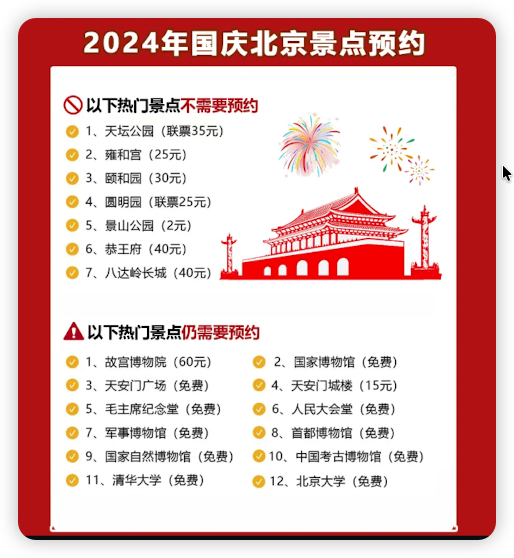 2024年国庆北京景点预约
以下热门景点不需要预约
1、天坛公园（联票35元）
2、雍和宫（25元）
3、颐和园（30元）
4、圆明园（联票25元）
5、景山公园（2元）
6、恭王府（40元）
7、八达岭长城（40元）
以下热门景点仍需要预约
1、故宫博物院（60元）
2、国家博物馆（免费）
3、天安门广场（免费）
4、天安门城楼（15元）
5、毛主席纪念堂（免费）
6、人民大会堂（免费）
7、军事博物馆（免费）
8、首都博物馆（免费）
9、国家自然博物馆（免费）
10、中国考古博物馆（免费）
11、清华大学（免费）
12、北京大学（免费）